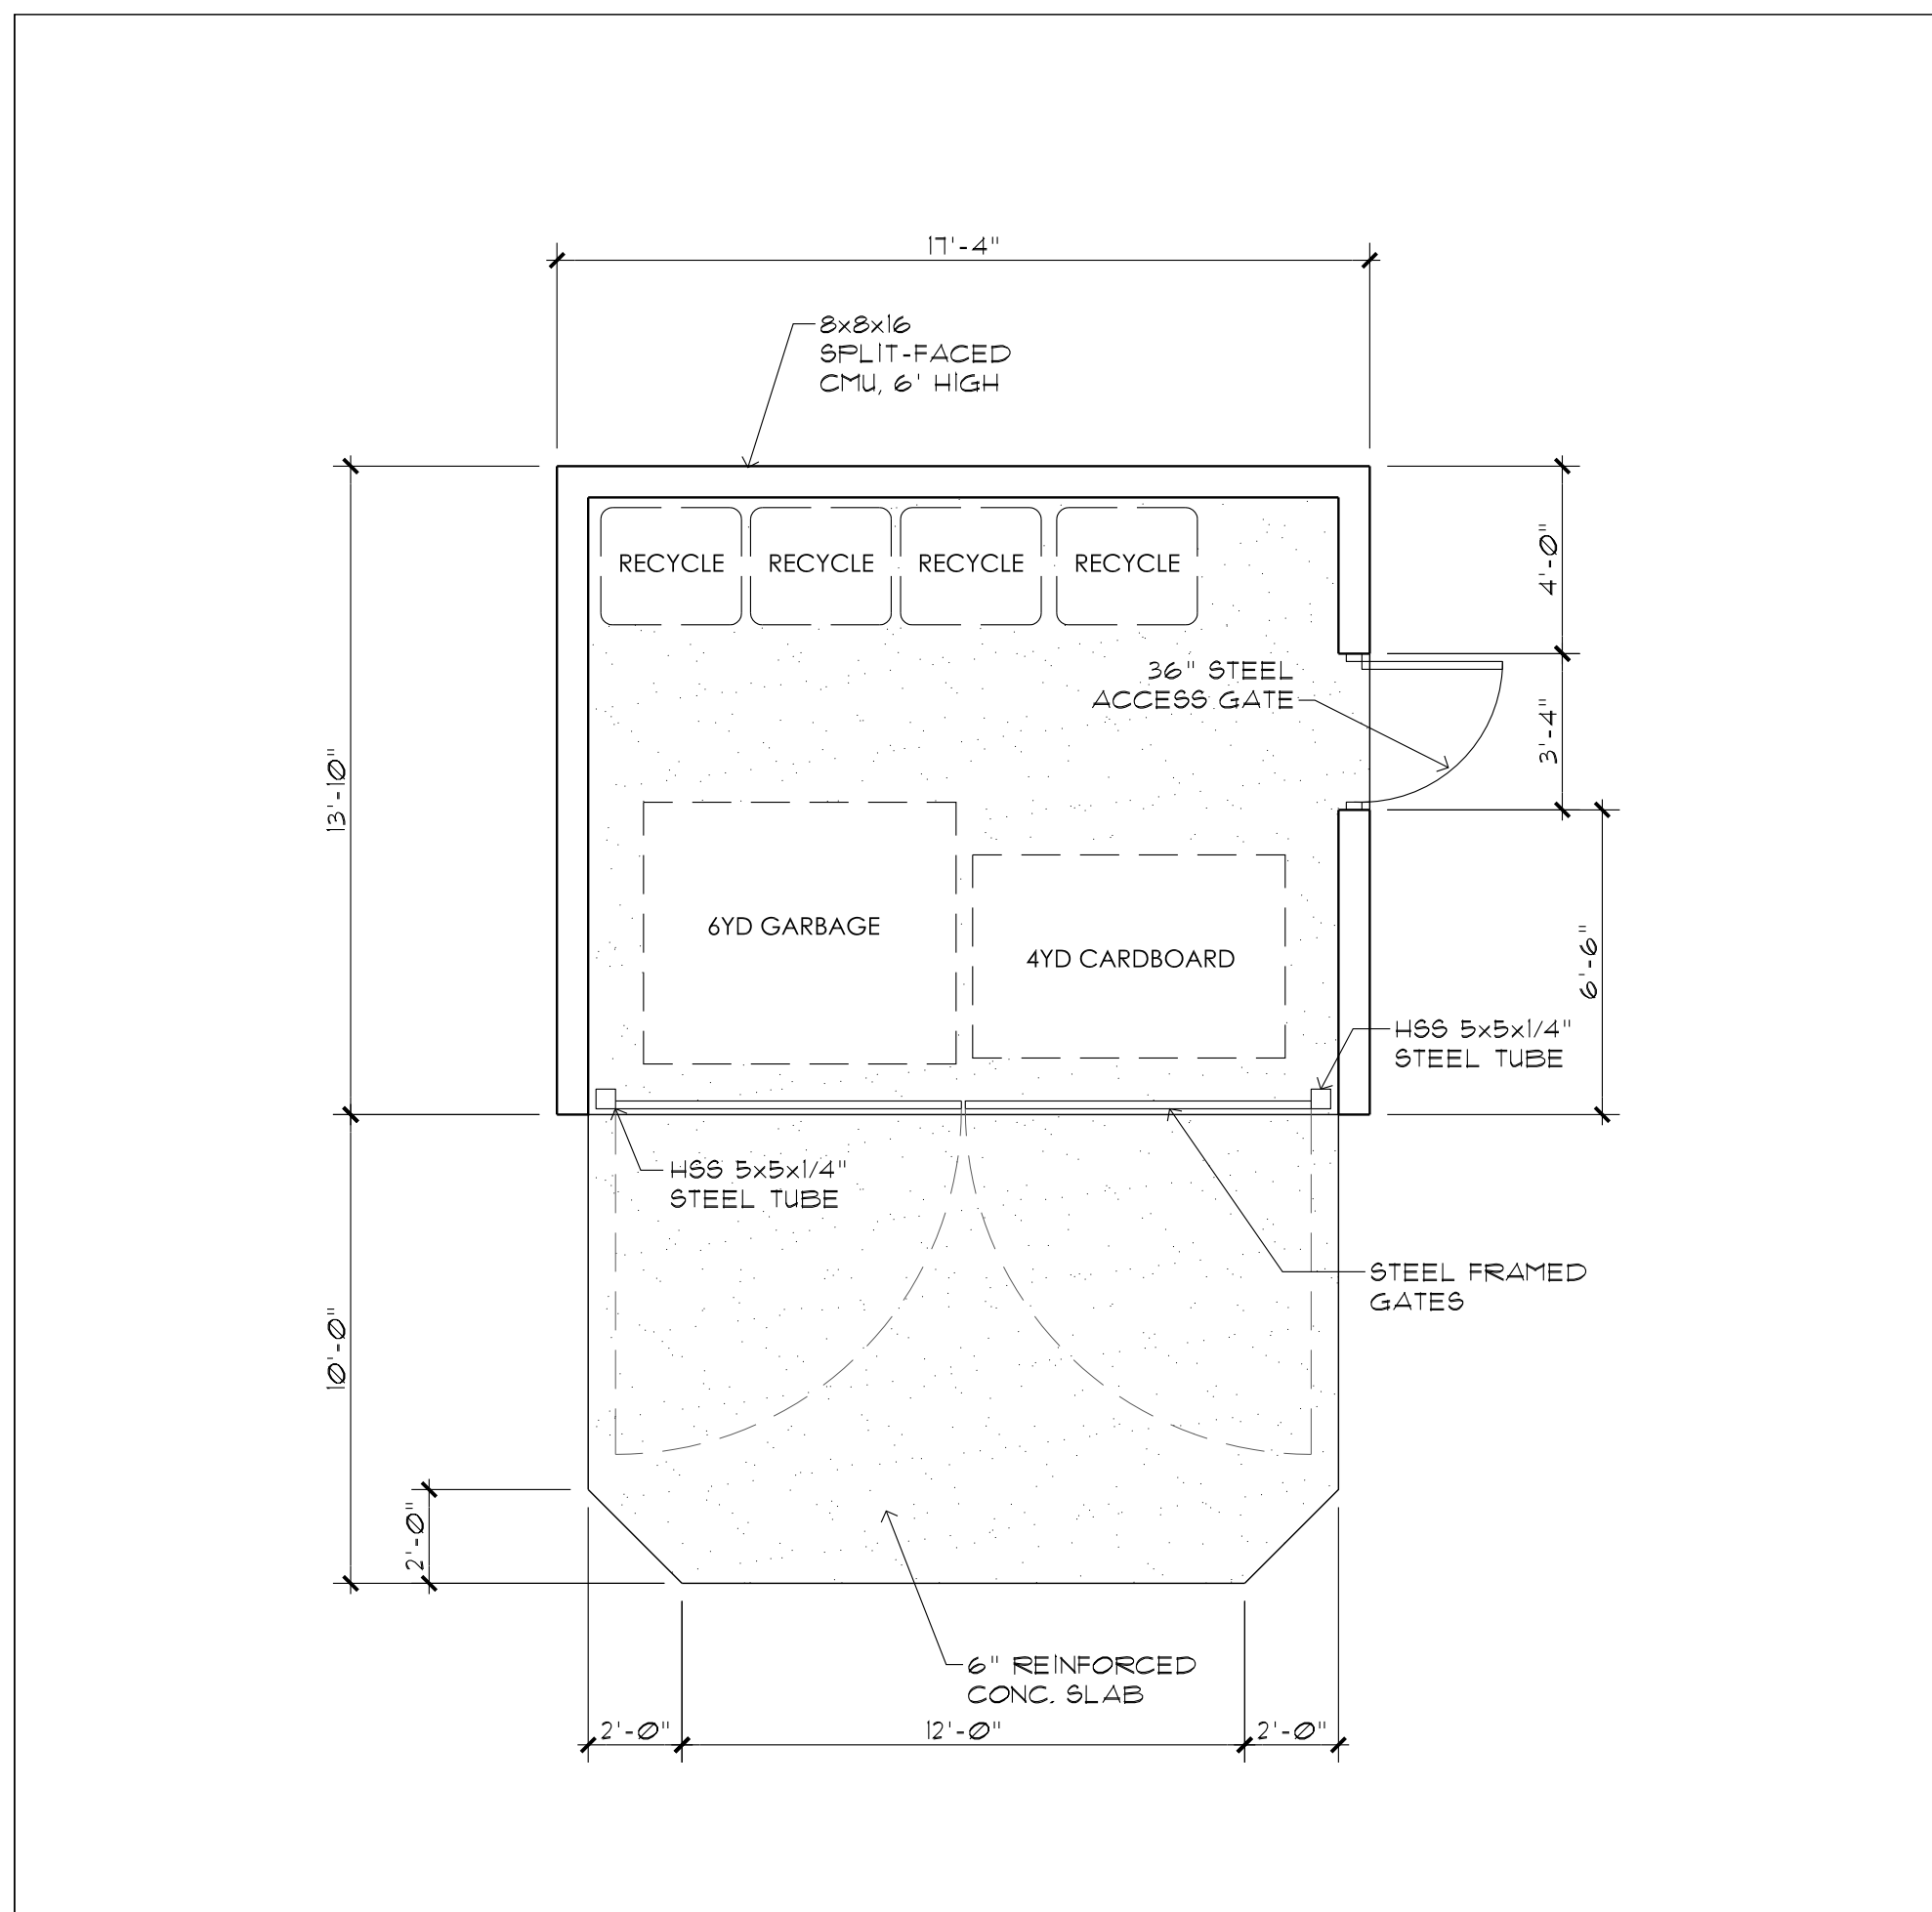 17'-4"
8x8x16
SPLIT-FACED
CMU, 6' HIGH
RECYCLE
RECYCLE
RECYCLE
RECYCLE
4'-0"
36" STEEL
ACCESS GATE
3'-4"
13'-10"
6YD GARBAGE
4YD CARDBOARD
6'-6"
HSS 5x5x1/4"
STEEL TUBE
HSS 5x5x1/4"
STEEL TUBE
STEEL FRAMED
GATES
10'-0"
2'-0"
6" REINFORCED
CONC. SLAB
2'-0"
12'-0"
2'-0"